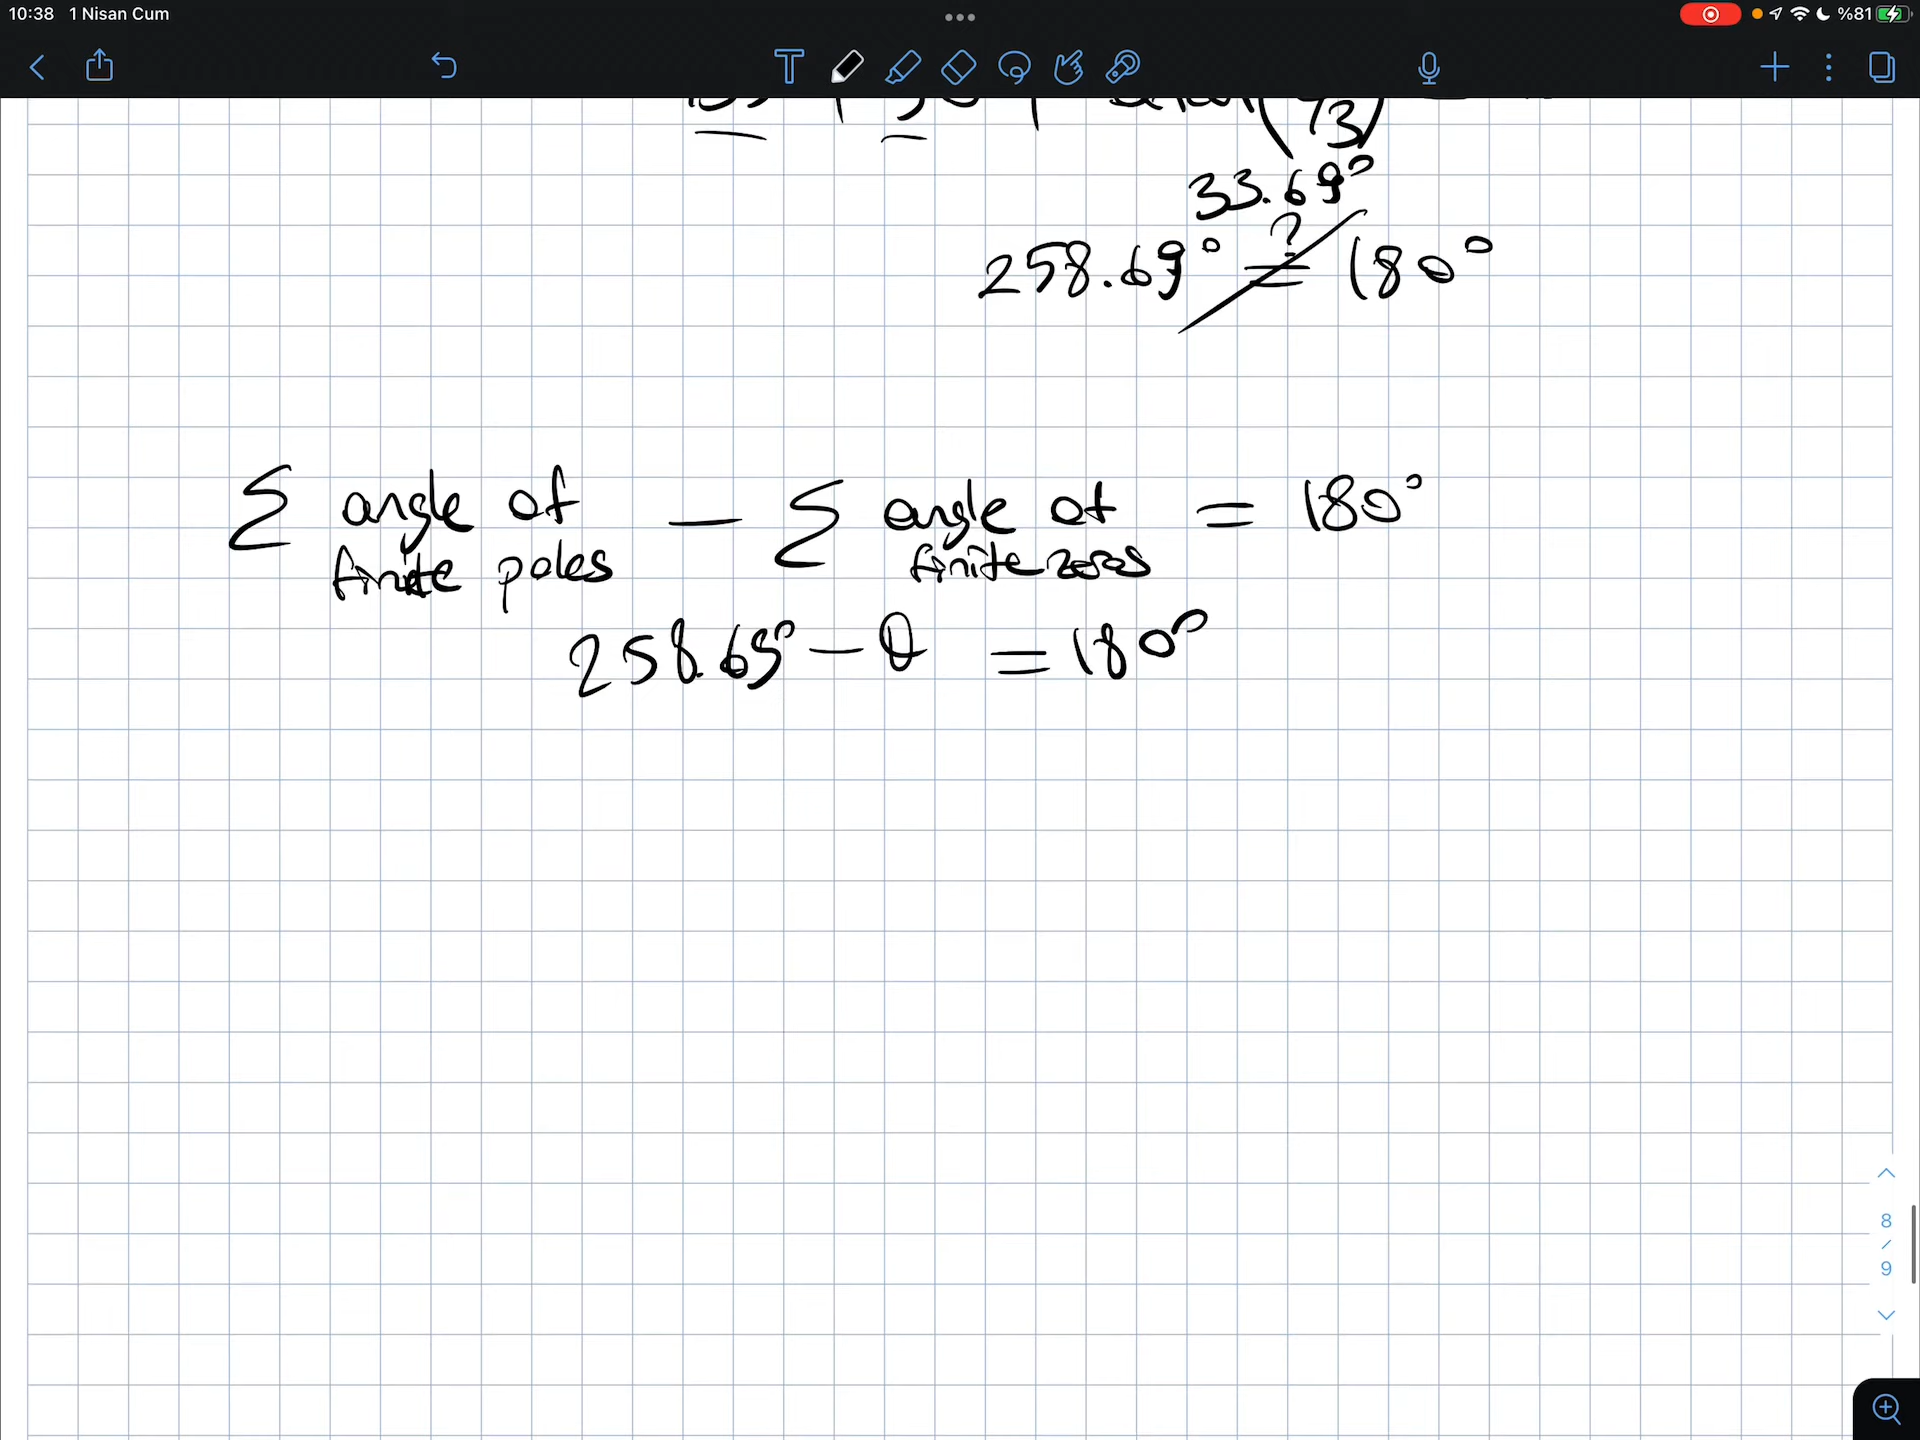 10:38 1 Nisan Cum
%81
33.69°
258.69° ?= 180°
Σ angle of finite poles — Σ angle of finite zeros = 180°
258.69° — θ = 180°
8
/
9